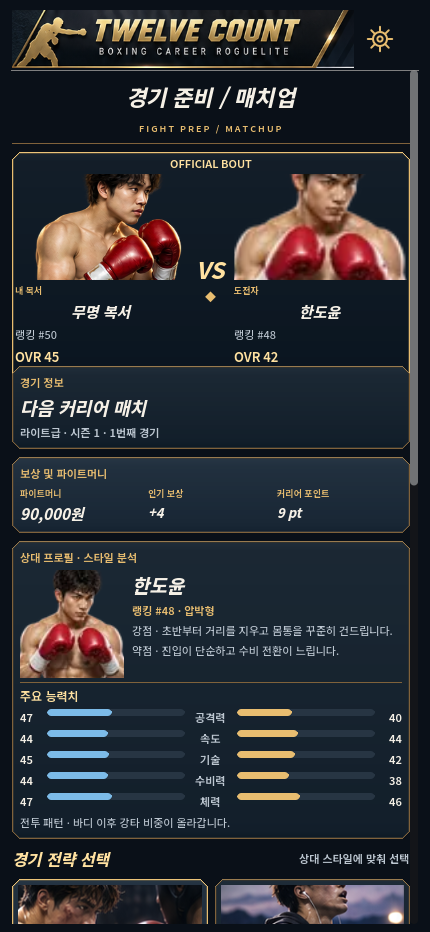 TWELVE COUNT
BOXING CAREER ROGUELITE
경기 준비 / 매치업
FIGHT PREP / MATCHUP
OFFICIAL BOUT
VS
내 복서
도전자
무명 복서
한도윤
랭킹 #50
랭킹 #48
OVR 45
OVR 42
경기 정보
다음 커리어 매치
라이트급 · 시즌 1 · 1번째 경기
보상 및 파이트머니
파이트머니
인기 보상
커리어 포인트
90,000원
+4
9 pt
상대 프로필 · 스타일 분석
한도윤
랭킹 #48 · 압박형
강점 · 초반부터 거리를 지우고 몸통을 꾸준히 건드립니다.
약점 · 진입이 단순하고 수비 전환이 느립니다.
주요 능력치
47 공격력 40
44 속도 44
45 기술 42
44 수비력 38
47 체력 46
전투 패턴 · 바디 이후 강타 비중이 올라갑니다.
경기 전략 선택
상대 스타일에 맞춰 선택